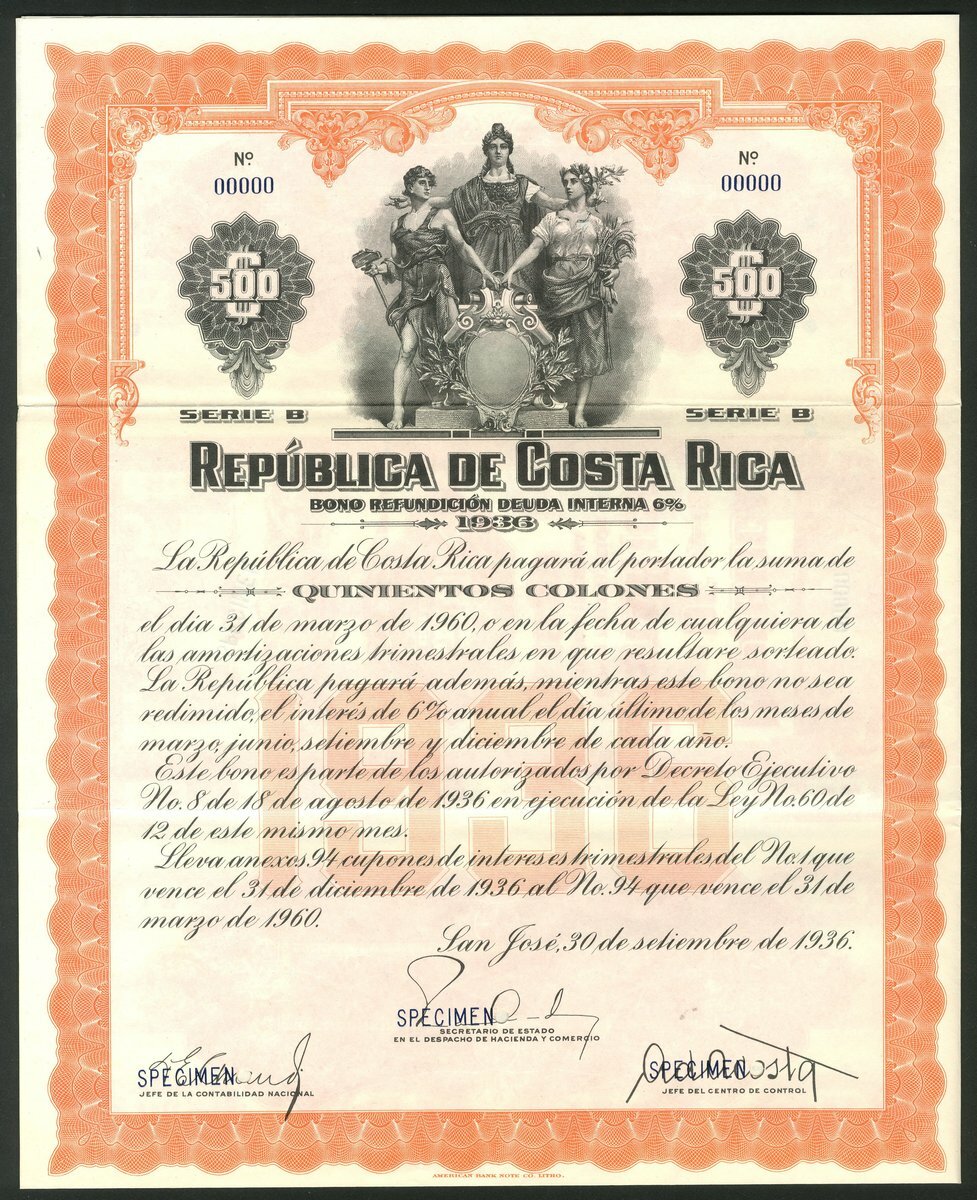 Nº
00000
Nº
00000
500
500
SERIE B
SERIE B
REPÚBLICA DE COSTA RICA
BONO REFUNDICIÓN DEUDA INTERNA 6%
1936
La República de Costa Rica pagará al portador la suma de
QUINIENTOS COLONES
el día 31 de marzo de 1960, o en la fecha de cualquiera de
las amortizaciones trimestrales en que resultare sorteado.
La República pagará además, mientras este bono no sea
redimido, el interés de 6% anual el día último de los meses de
marzo, junio, setiembre y diciembre de cada año.
Este bono es parte de los autorizados por Decreto Ejecutivo
No. 8 de 18 de agosto de 1936 en ejecución de la Ley No. 60 de
12 de este mismo mes.
Lleva anexos 94 cupones de intereses trimestrales del No. 1 que
vence el 31 de diciembre de 1936 al No. 94 que vence el 31 de
marzo de 1960.
1936
San José, 30 de setiembre de 1936.
SPECIMEN
SECRETARIO DE ESTADO
EN EL DESPACHO DE HACIENDA Y COMERCIO
SPECIMEN
JEFE DE LA CONTABILIDAD NACIONAL
SPECIMEN
JEFE DEL CENTRO DE CONTROL
AMERICAN BANK NOTE CO. LITHO.